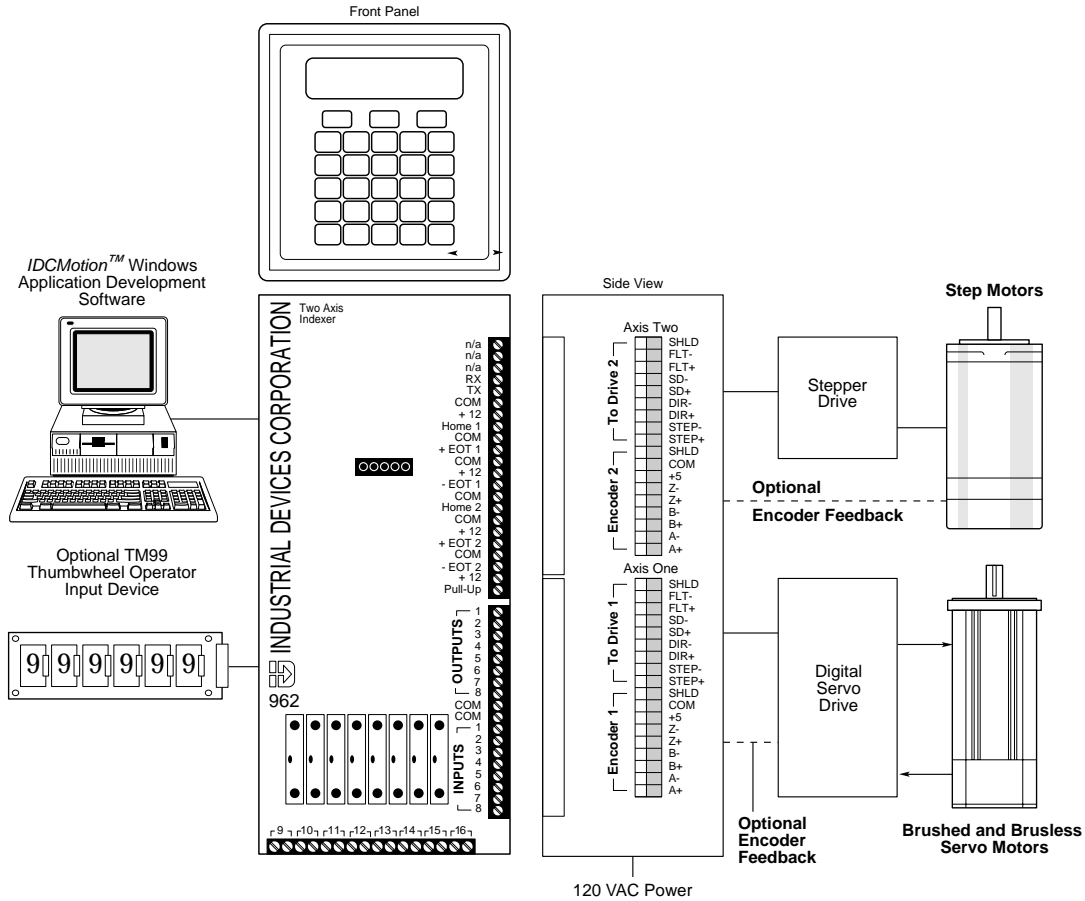 Front Panel
IDCMotion™ Windows
Application Development
Software
Optional TM99
Thumbwheel Operator
Input Device
9 9 9 9 9 9
INDUSTRIAL DEVICES CORPORATION
Two Axis
Indexer
962
n/a
n/a
n/a
RX
TX
COM
+ 12
Home 1
COM
+ EOT 1
COM
+ 12
- EOT 1
COM
Home 2
COM
+ 12
+ EOT 2
COM
- EOT 2
+ 12
Pull-Up
OUTPUTS
1
2
3
4
5
6
7
8
COM
COM
INPUTS
1
2
3
4
5
6
7
8
9 10 11 12 13 14 15 16
Side View
Axis Two
To Drive 2
SHLD
FLT-
FLT+
SD-
SD+
DIR-
DIR+
STEP-
STEP+
Encoder 2
SHLD
COM
+5
Z-
Z+
B-
B+
A-
A+
Axis One
To Drive 1
SHLD
FLT-
FLT+
SD-
SD+
DIR-
DIR+
STEP-
STEP+
Encoder 1
SHLD
COM
+5
Z-
Z+
B-
B+
A-
A+
120 VAC Power
Stepper
Drive
Step Motors
Optional
Encoder Feedback
Digital
Servo
Drive
Optional
Encoder
Feedback
Brushed and Brusless
Servo Motors